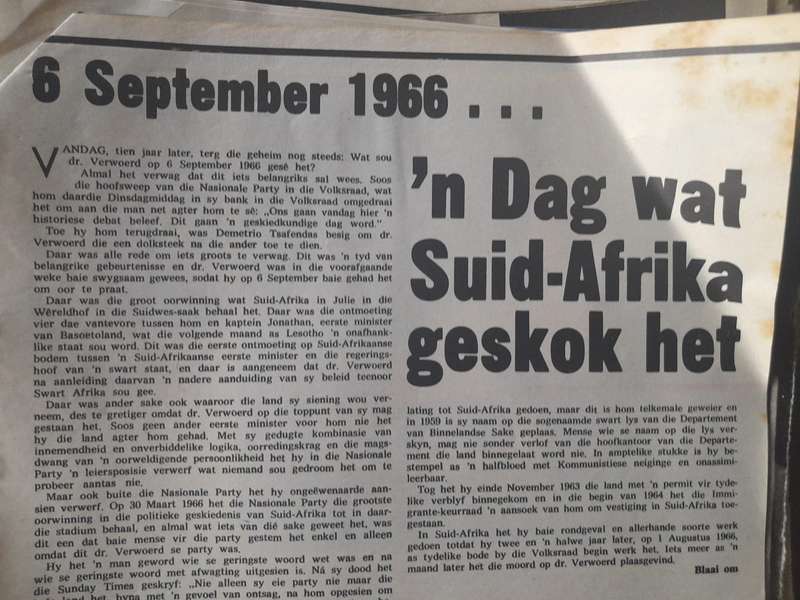 6 September 1966 . . .
VANDAG, tien jaar later, terg die geheim nog steeds: Wat sou
dr. Verwoerd op 6 September 1966 gesê het?
Almal het verwag dat dit iets belangriks sal wees. Soos
die hoofsweep van die Nasionale Party in die Volksraad, wat
hom daardie Dinsdagmiddag in sy bank in die Volksraad omgedraai
het om aan die man net agter hom te sê: „Ons gaan vandag hier 'n
historiese debat beleef. Dit gaan 'n geskiedkundige dag word."
Toe hy hom terugdraai, was Demetrio Tsafendas besig om dr.
Verwoerd die een dolksteek na die ander toe te dien.
Daar was alle rede om iets groots te verwag. Dit was 'n tyd van
belangrike gebeurtenisse en dr. Verwoerd was in die voorafgaande
weke baie swygsaam gewees, sodat hy op 6 September baie gehad het
om oor te praat.
Daar was die groot oorwinning wat Suid-Afrika in Julie in die
Wêreldhof in die Suidwes-saak behaal het. Daar was die ontmoeting
vier dae vantevore tussen hom en kaptein Jonathan, eerste minister
van Basoetoland, wat die volgende maand as Lesotho 'n onafhank-
like staat sou word. Dit was die eerste ontmoeting op Suid-Afrikaanse
bodem tussen 'n Suid-Afrikaanse eerste minister en die regerings-
hoof van 'n swart staat, en daar is aangeneem dat dr. Verwoerd
na aanleiding daarvan 'n nadere aanduiding van sy beleid teenoor
Swart Afrika sou gee.
Daar was ander sake ook waaroor die land sy siening wou ver-
neem, des te gretiger omdat dr. Verwoerd op die toppunt van sy mag
gestaan het. Soos geen ander eerste minister voor hom nie het
hy die land agter hom gehad. Met sy gedugte kombinasie van
innemendheid en onverbiddelike logika, oorredingskrag en die mags-
dwang van 'n oorweldigende persoonlikheid het hy in die Nasionale
Party 'n leiersposisie verwerf wat niemand sou gedroom het om te
probeer aantas nie.
Maar ook buite die Nasionale Party het hy ongeëwenaarde aan-
sien verwerf. Op 30 Maart 1966 het die Nasionale Party die grootste
oorwinning in die politieke geskiedenis van Suid-Afrika tot in daar-
die stadium behaal, en almal wat iets van dié sake geweet het, was
dit een dat baie mense vir die party gestem het enkel en alleen
omdat dit dr. Verwoerd se party was.
Hy het 'n man geword wie se geringste woord wet was en na
wie se geringste woord met afwagting uitgesien is. Ná sy dood het
die Sunday Times geskryf: „Nie alleen sy eie party nie maar die
land het, byna met 'n gevoel van ontsag, na hom opgesien om
'n Dag wat
Suid-Afrika
geskok het
lating tot Suid-Afrika gedoen, maar dit is hom telkemale geweier en
in 1959 is sy naam op die sogenaamde swart lys van die Departement
van Binnelandse Sake geplaas. Mense wie se naam op die lys ver-
skyn, mag nie sonder verlof van die hoofkantoor van die Departe-
ment die land binnegelaat word nie. In amptelike stukke is hy be-
stempel as 'n halfbloed met Kommunistiese neiginge en onassimi-
leerbaar.
Tog het hy einde November 1963 die land met 'n permit vir tyde-
like verblyf binnegekom en in die begin van 1964 het die Immi-
grante-keurraad 'n aansoek van hom om vestiging in Suid-Afrika toe-
gestaan.
In Suid-Afrika het hy baie rondgeval en allerhande soorte werk
gedoen totdat hy twee en 'n halwe jaar later, op 1 Augustus 1966,
as tydelike bode by die Volksraad begin werk het. Iets meer as 'n
maand later het die moord op dr. Verwoerd plaasgevind.
Blaai om